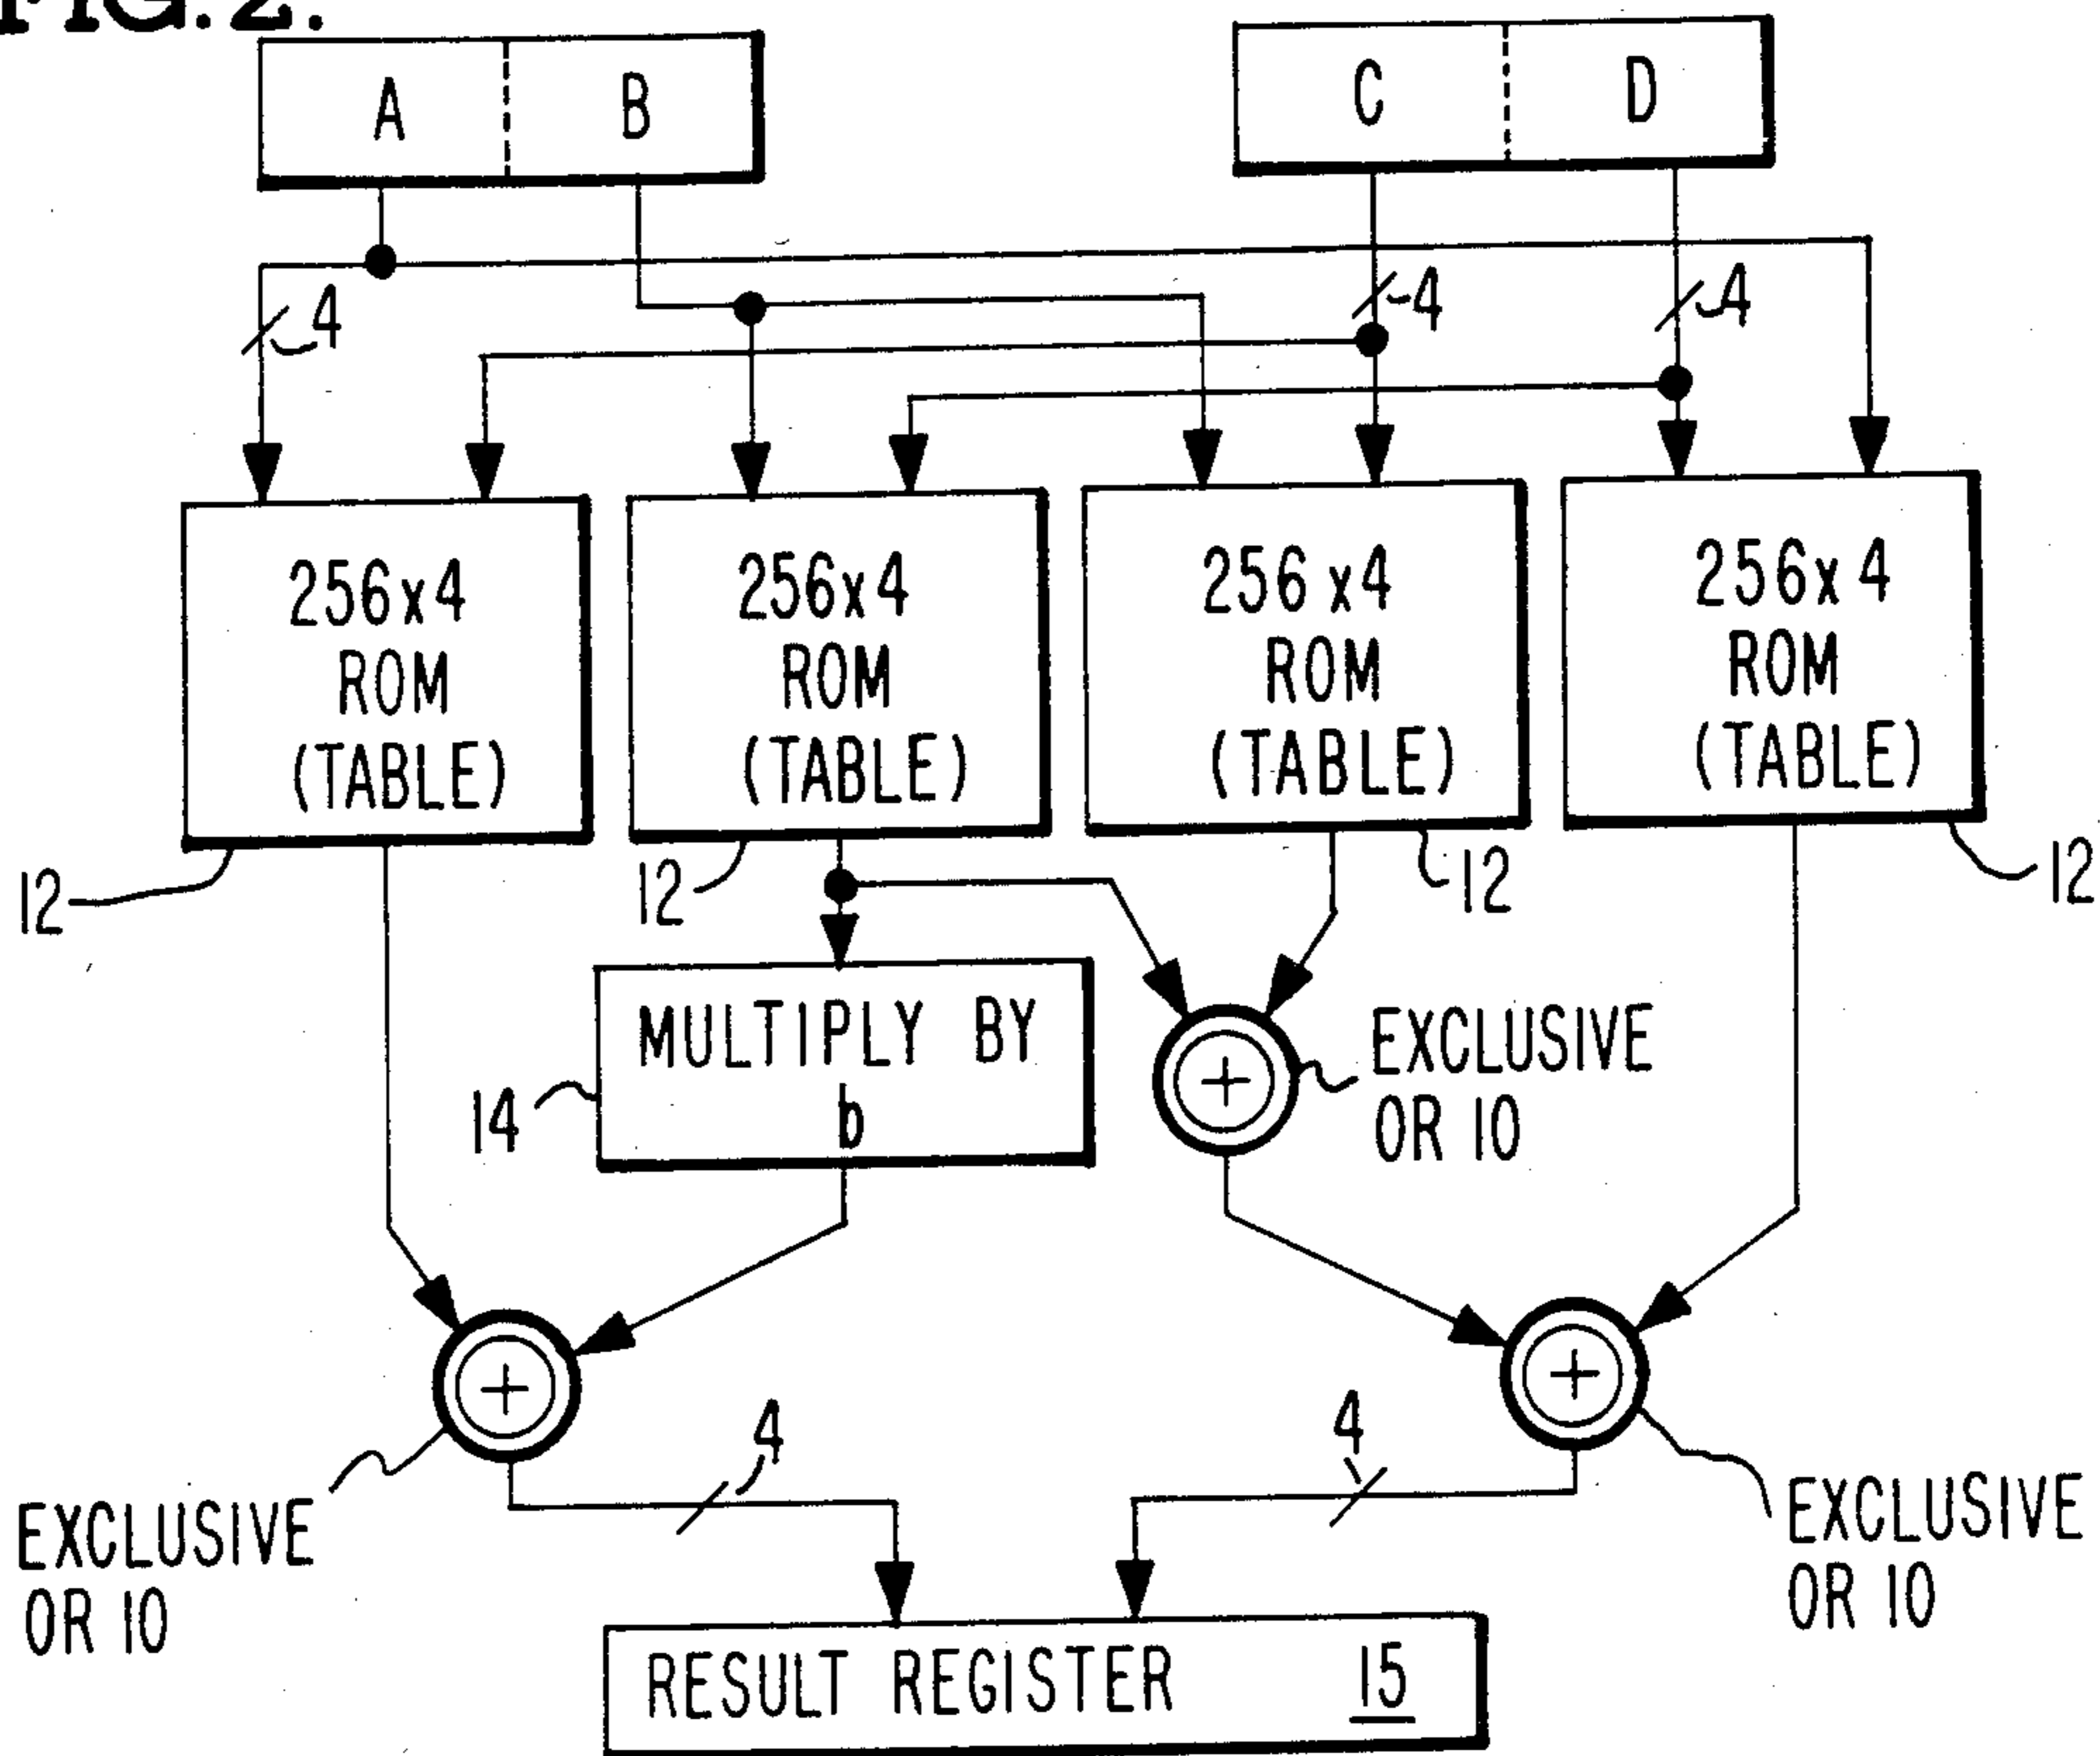 FIG. 2.
A B
C D
4
4
4
256x4
ROM
(TABLE)
256x4
ROM
(TABLE)
256 x4
ROM
(TABLE)
256x 4
ROM
(TABLE)
12
12
12
12
MULTIPLY BY
b
14
EXCLUSIVE
OR 10
4
4
EXCLUSIVE
OR 10
EXCLUSIVE
OR 10
RESULT REGISTER 15